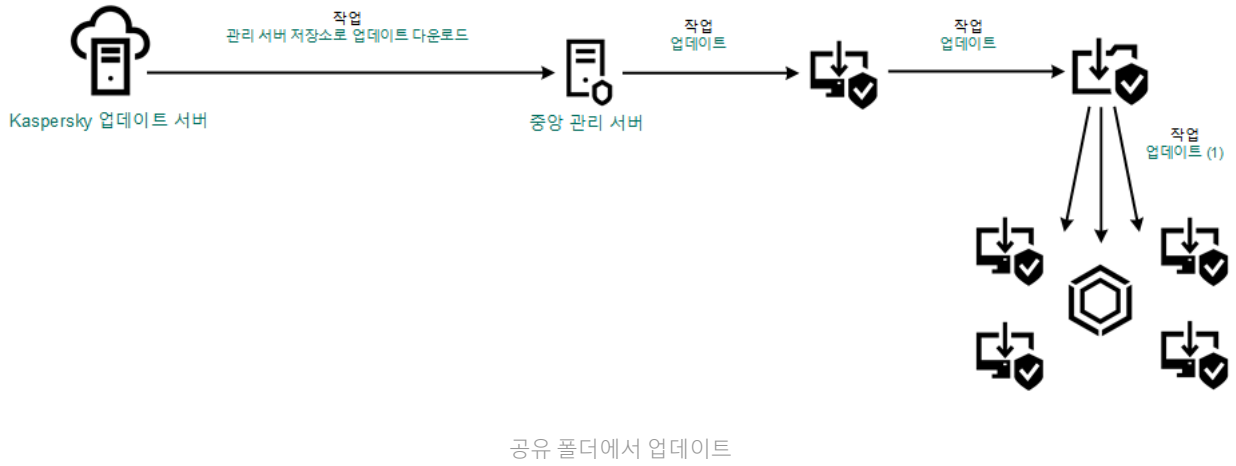 작업
관리 서버 저장소로 업데이트 다운로드
작업
업데이트
작업
업데이트
Kaspersky 업데이트 서버
중앙 관리 서버
작업
업데이트 (1)
공유 폴더에서 업데이트